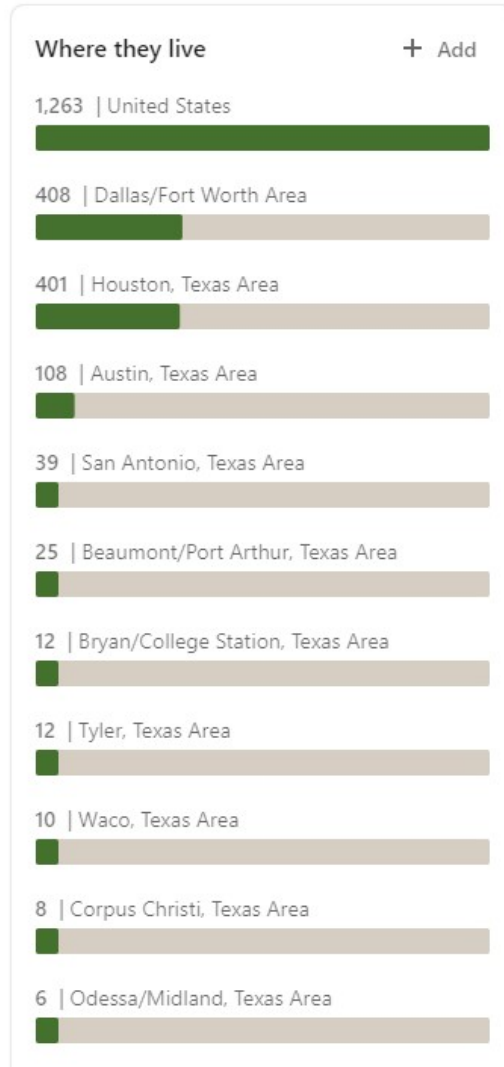 Where they live + Add
1,263 | United States
408 | Dallas/Fort Worth Area
401 | Houston, Texas Area
108 | Austin, Texas Area
39 | San Antonio, Texas Area
25 | Beaumont/Port Arthur, Texas Area
12 | Bryan/College Station, Texas Area
12 | Tyler, Texas Area
10 | Waco, Texas Area
8 | Corpus Christi, Texas Area
6 | Odessa/Midland, Texas Area